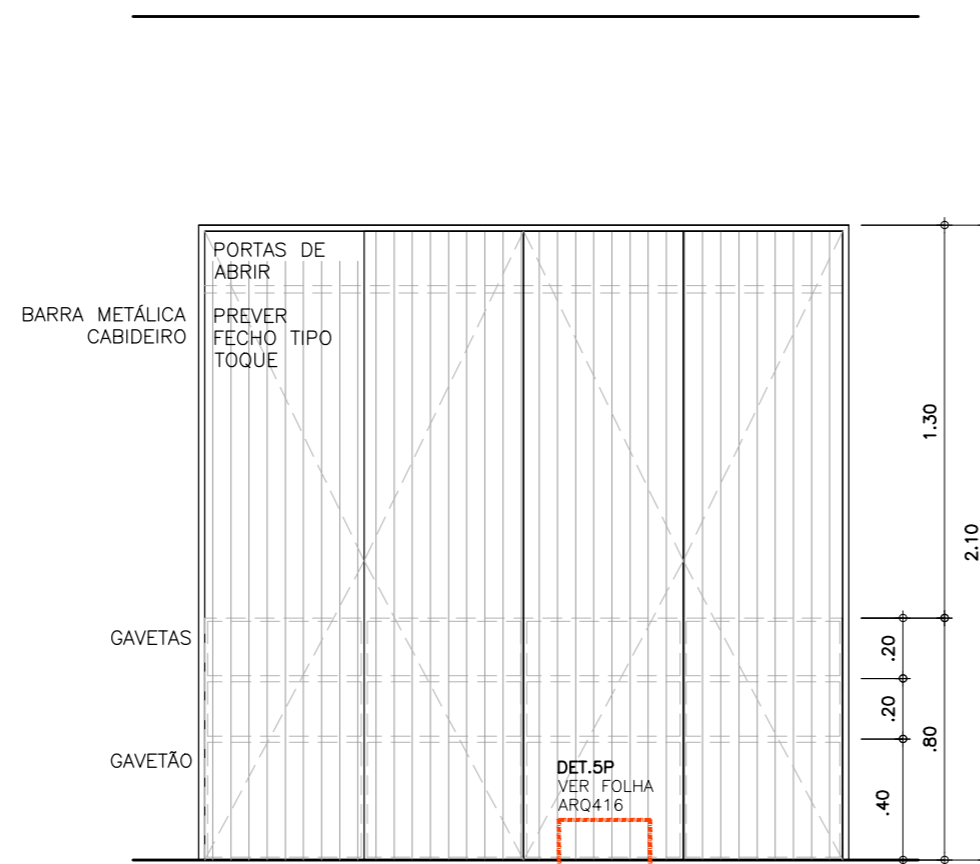 PORTAS DE
ABRIR
BARRA METÁLICA
CABIDEIRO
PREVER
FECHO TIPO
TOQUE
1.30
2.10
GAVETAS
.20
.20
.80
GAVETÃO
DET.5P
VER FOLHA
ARQ416
.40